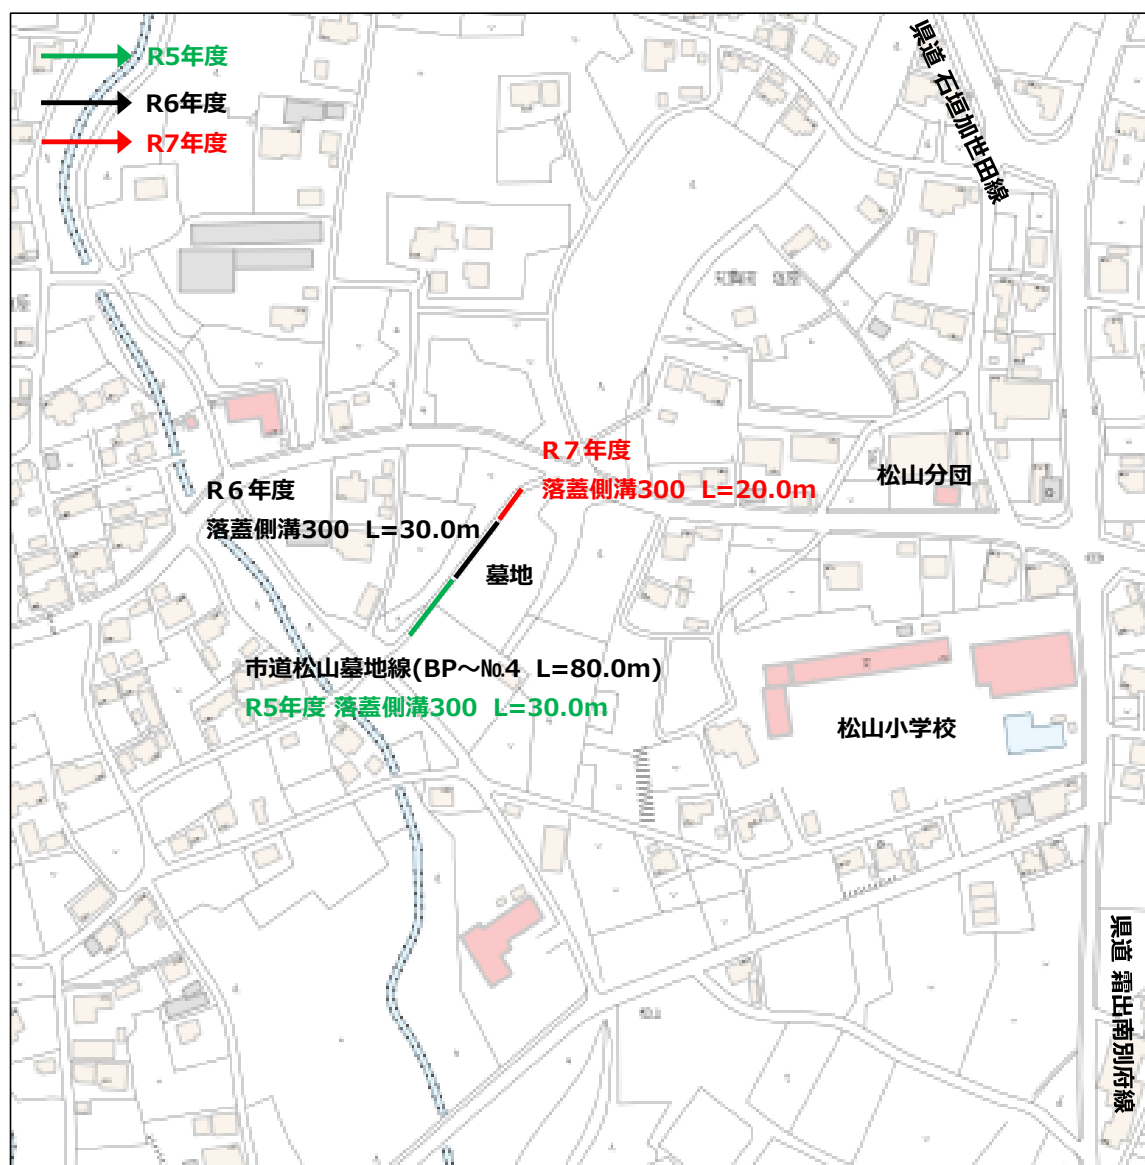 R5年度
R6年度
R7年度
県道 石垣加世田線
R７年度
落蓋側溝300 L=20.0m
松山分団
R６年度
落蓋側溝300 L=30.0m
墓地
市道松山墓地線(BP～№4 L=80.0m)
R5年度 落蓋側溝300 L=30.0m
松山小学校
県道 霜出南別府線